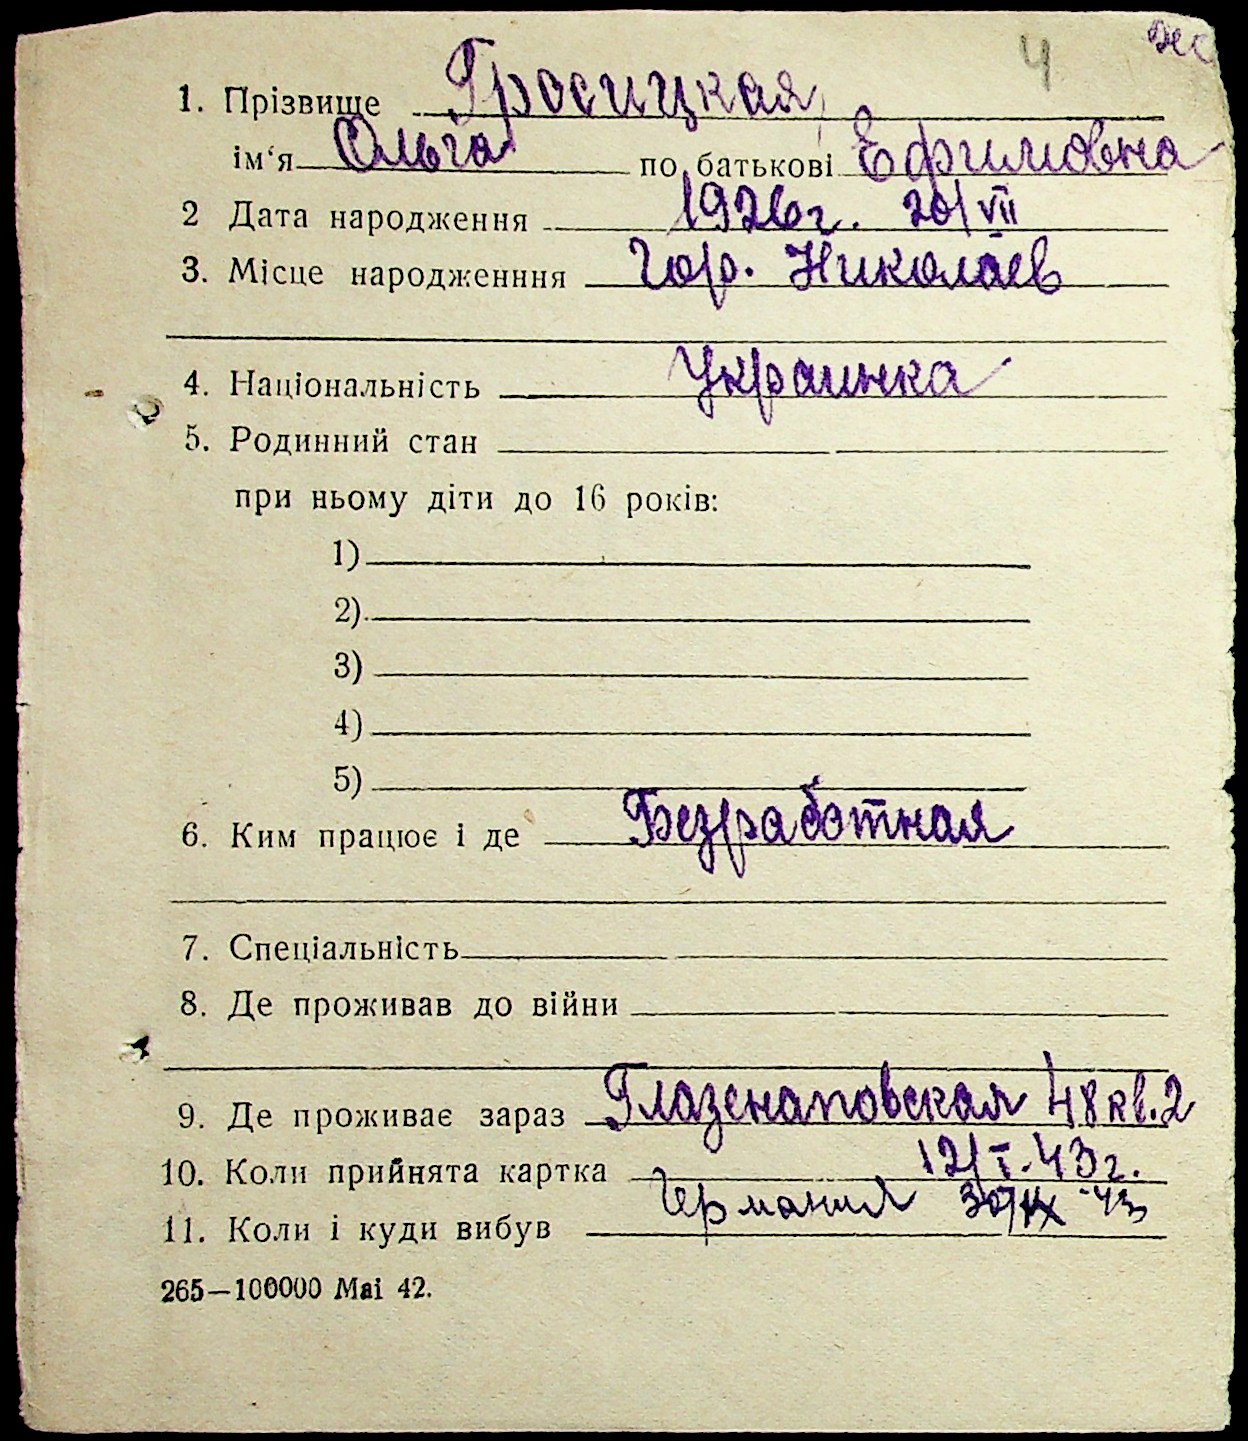 4
1. Прізвище Гросицкая
ім'я Ольга по батькові Ефимовна
2 Дата народження 1926г. 20/VII
3. Місце народженння Гор. Николаев
4. Національність Украинка
5. Родинний стан
при ньому діти до 16 років:
1)
2)
3)
4)
5)
6. Ким працює і де Безработная
7. Спеціальність
8. Де проживав до війни
9. Де проживає зараз Глазенаповская 48 кв. 2
10. Коли прийнята картка 12/I-43г.
11. Коли і куди вибув Германия 30/IX-43
265—100000 Mai 42.